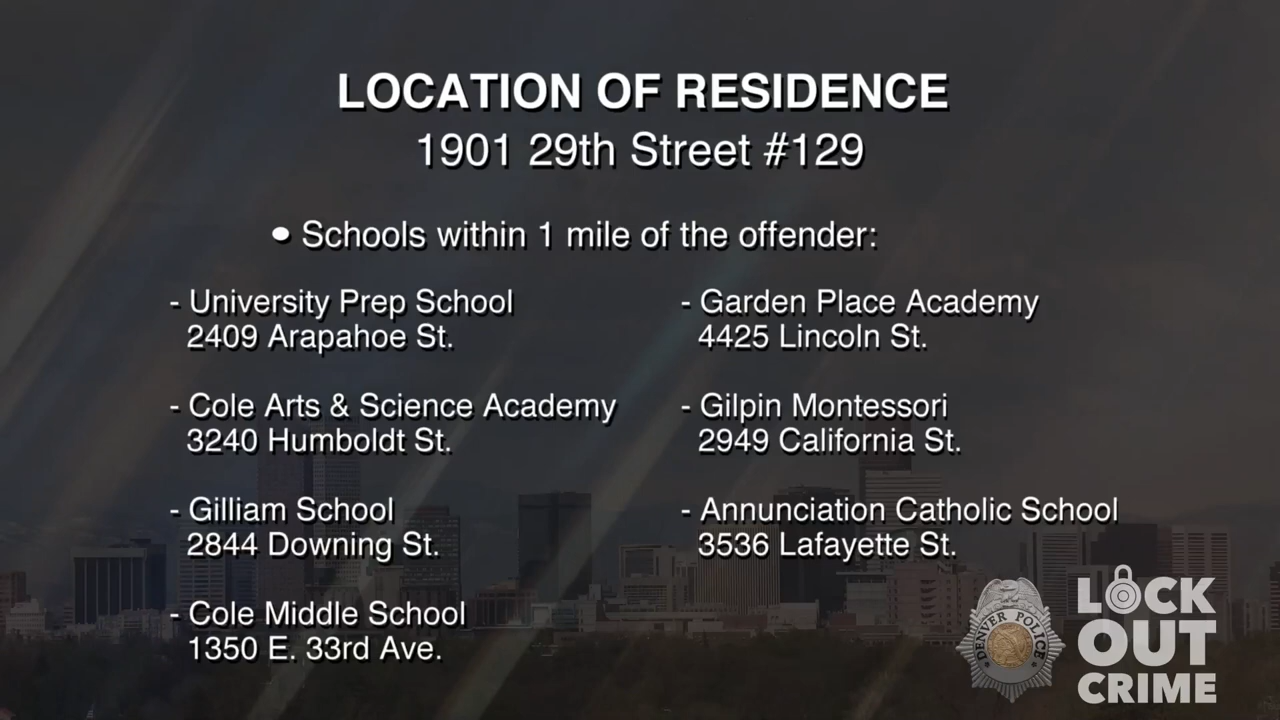 LOCATION OF RESIDENCE
1901 29th Street #129
• Schools within 1 mile of the offender:
- University Prep School
2409 Arapahoe St.
- Cole Arts & Science Academy
3240 Humboldt St.
- Gilliam School
2844 Downing St.
- Cole Middle School
1350 E. 33rd Ave.
- Garden Place Academy
4425 Lincoln St.
- Gilpin Montessori
2949 California St.
- Annunciation Catholic School
3536 Lafayette St.
DENVER POLICE
LOCK
OUT
CRIME